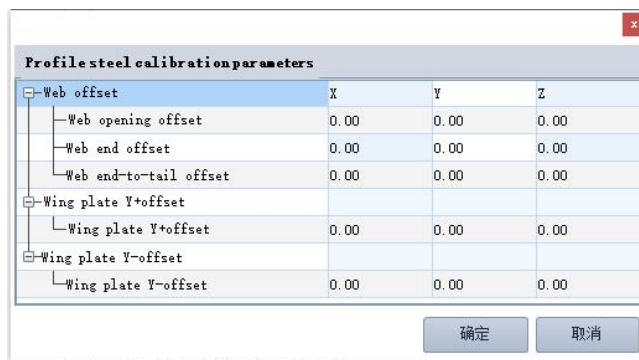 x
Profile steel calibration parameters
Web offset X Y Z
Web opening offset 0.00 0.00 0.00
Web end offset 0.00 0.00 0.00
Web end-to-tail offset 0.00 0.00 0.00
Wing plate Y+offset
Wing plate Y+offset 0.00 0.00 0.00
Wing plate Y-offset
Wing plate Y-offset 0.00 0.00 0.00
确定 取消